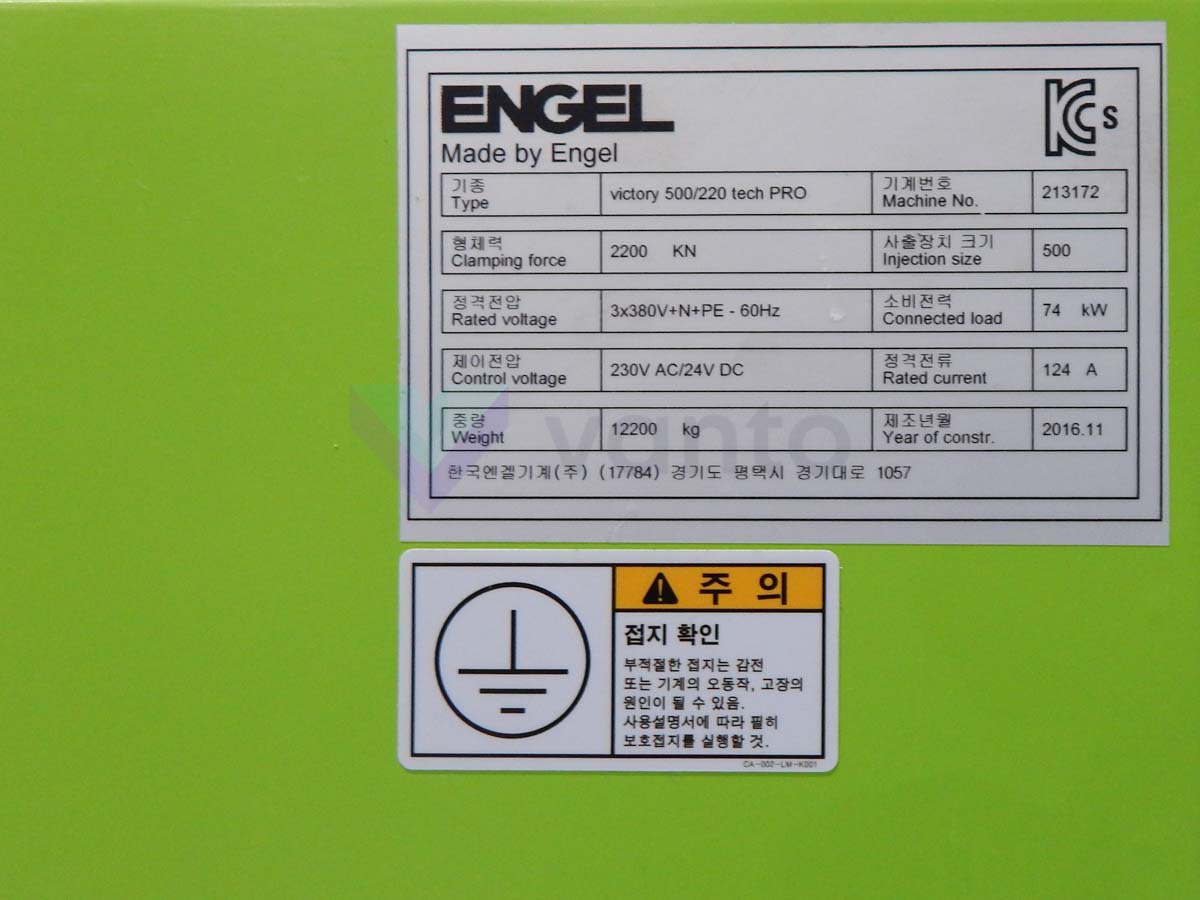 ENGEL
Made by Engel
KCs
기종
Type
victory 500/220 tech PRO
기계번호
Machine No.
213172
형체력
Clamping force
2200 KN
사출장치 크기
Injection size
500
정격전압
Rated voltage
3x380V+N+PE - 60Hz
소비전력
Connected load
74 kW
제이전압
Control voltage
230V AC/24V DC
정격전류
Rated current
124 A
중량
Weight
12200 kg
제조년월
Year of constr.
2016.11
한국엔겔기계(주) (17784) 경기도 평택시 경기대로 1057
vanto
주 의
접지 확인
부적절한 접지는 감전
또는 기계의 오동작, 고장의
원인이 될 수 있음.
사용설명서에 따라 필히
보호접지를 실행할 것.
CA-002-LM-K001